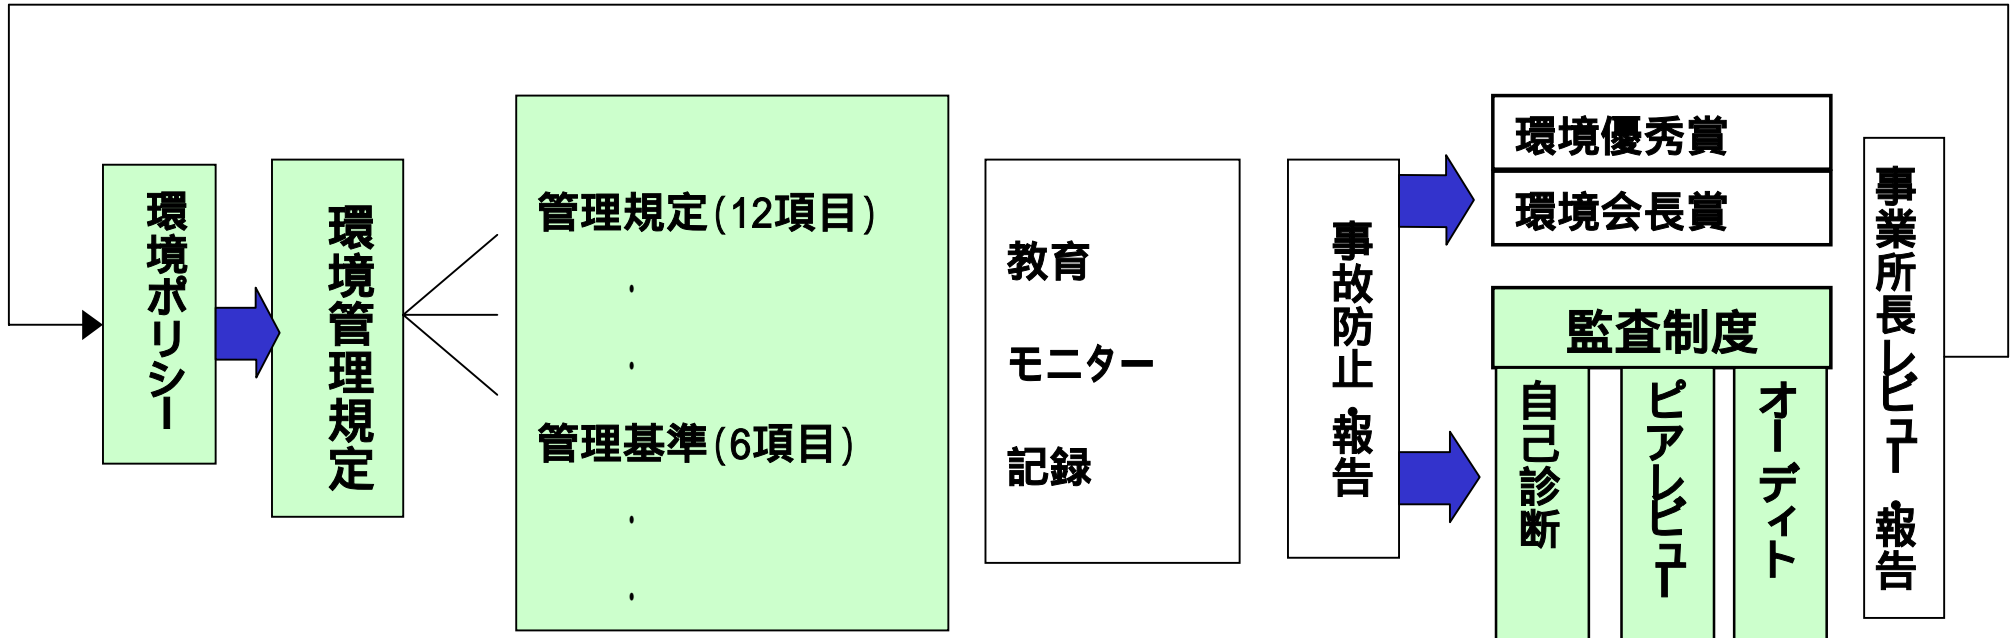 環境ポリシー
環境管理規定
管理規定(12項目)
・
・
管理基準(6項目)
・
・
教育
モニター
記録
事故防止・報告
環境優秀賞
環境会長賞
監査制度
自己診断
ピアレビュー
オーディト
事業所長レビュー・報告